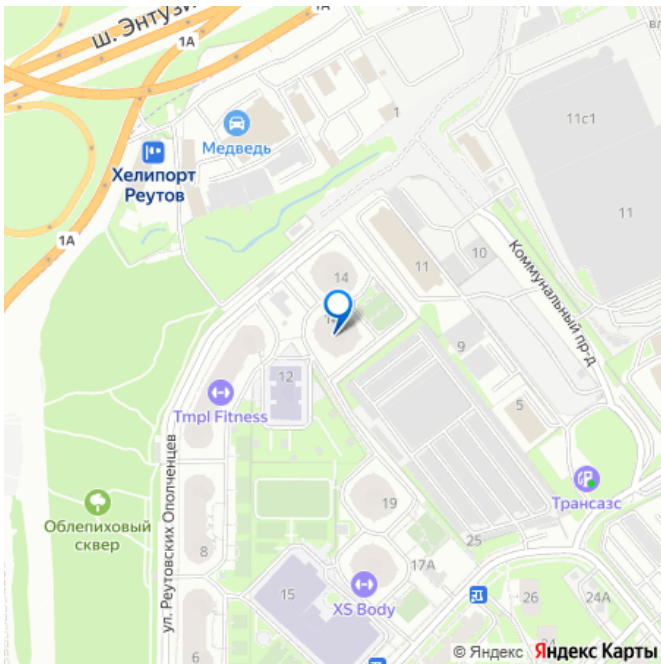 ш. Энтузи
1А
1А
вл
11с1
Медведь
1
Хелипорт
Реутов
11
1А
Коммунальный пр-д
10
14
11
9
12
5
Tmpl Fitness
ул. Реутовских Ополченцев
Трансазс
19
Облепиховый
сквер
25
8
17А
15
XS Body
26
24А
6
© Яндекс Яндекс Карты